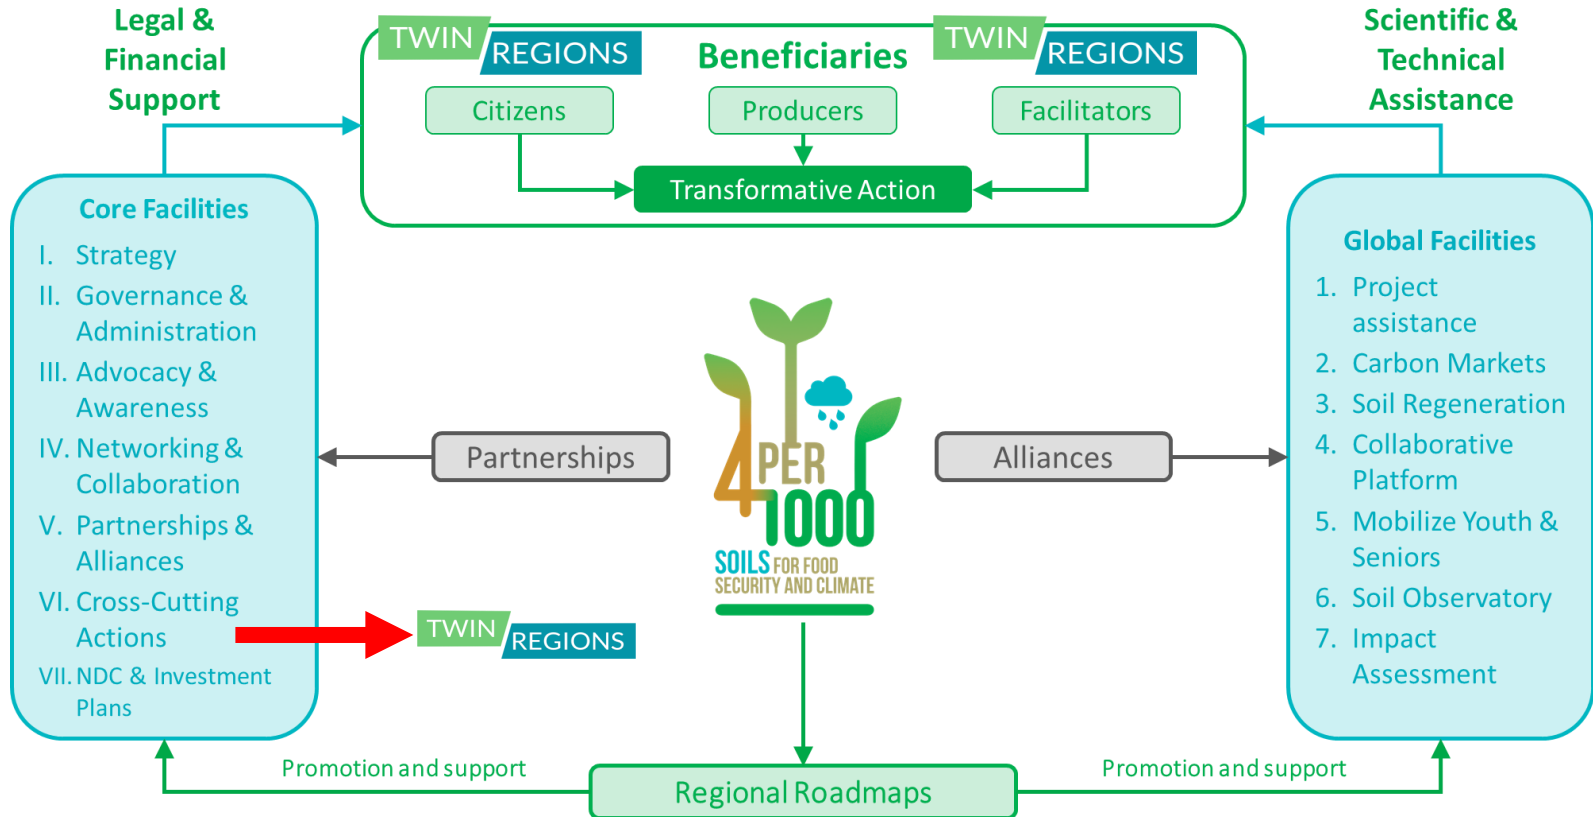 Legal &
Financial
Support
TWIN
REGIONS
Beneficiaries
TWIN
REGIONS
Scientific &
Technical
Assistance
Citizens
Producers
Facilitators
Transformative Action
Core Facilities
I. Strategy
II. Governance &
Administration
III. Advocacy &
Awareness
IV. Networking &
Collaboration
V. Partnerships &
Alliances
VI. Cross-Cutting
Actions
VII. NDC & Investment
Plans
TWIN
REGIONS
Partnerships
4 PER
1000
SOILS FOR FOOD
SECURITY AND CLIMATE
Alliances
Global Facilities
1. Project
assistance
2. Carbon Markets
3. Soil Regeneration
4. Collaborative
Platform
5. Mobilize Youth &
Seniors
6. Soil Observatory
7. Impact
Assessment
Promotion and support
Regional Roadmaps
Promotion and support